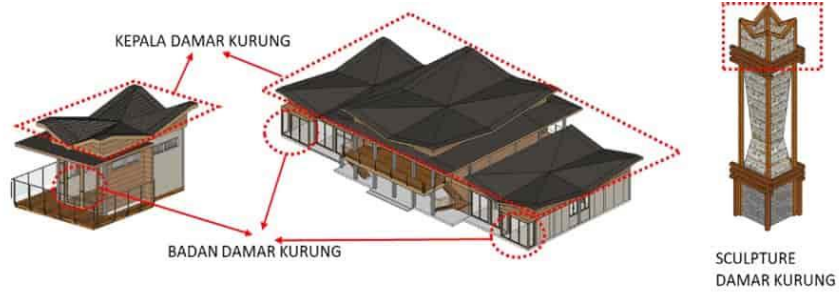 KEPALA DAMAR KURUNG
BADAN DAMAR KURUNG
SCULPTURE
DAMAR KURUNG